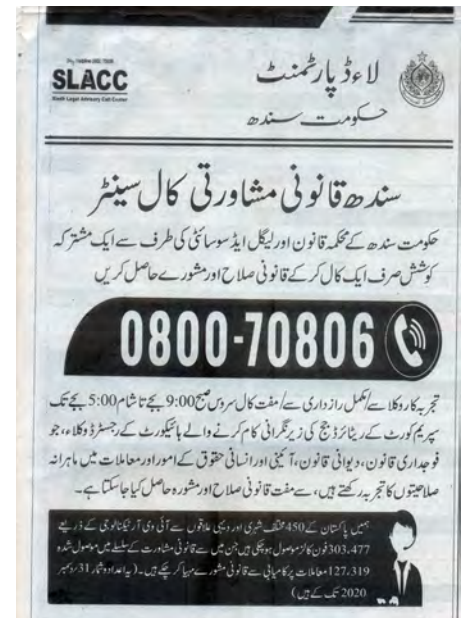 SLACC
Sindh Legal Advisory Call Center
لاء ڈپارٹمنٹ
حکومت سندھ
سندھ قانونی مشاورتی کال سینٹر
حکومت سندھ کے محکمہ قانون اور لیگل ایڈ سوسائٹی کی طرف سے ایک مشترکہ
کوشش صرف ایک کال کرکے قانونی صلاح اور مشورے حاصل کریں
0800-70806
تجربہ کار وکلا سے/مکمل رازداری سے/مفت کال سروس صبح 9:00 بجے تا شام 5:00 بجے تک
سپریم کورٹ کے ریٹائرڈ جج کی زیرنگرانی کام کرنے والے ہائیکورٹ کے رجسٹرڈ وکلاء، جو
فوجداری قانون، دیوانی قانون، آئینی اور انسانی حقوق کے امور اور معاملات میں ماہرانہ
صلاحیتوں کا تجربہ رکھتے ہیں، سے مفت قانونی صلاح اور مشورہ حاصل کیا جاسکتا ہے۔
ہمیں پاکستان کے 450 مختلف شہری اور دیہی علاقوں سے آئی وی آر ٹیکنالوجی کے ذریعے
303,477 فون کالز موصول ہوچکی ہیں جن میں سے قانونی مشاورت کے سلسلے میں موصول شدہ
127,319 معاملات پر کامیابی سے قانونی مشورے مہیا کرچکے ہیں۔ (یہ اعداد و شمار 31 دسمبر
2020 تک کے ہیں)